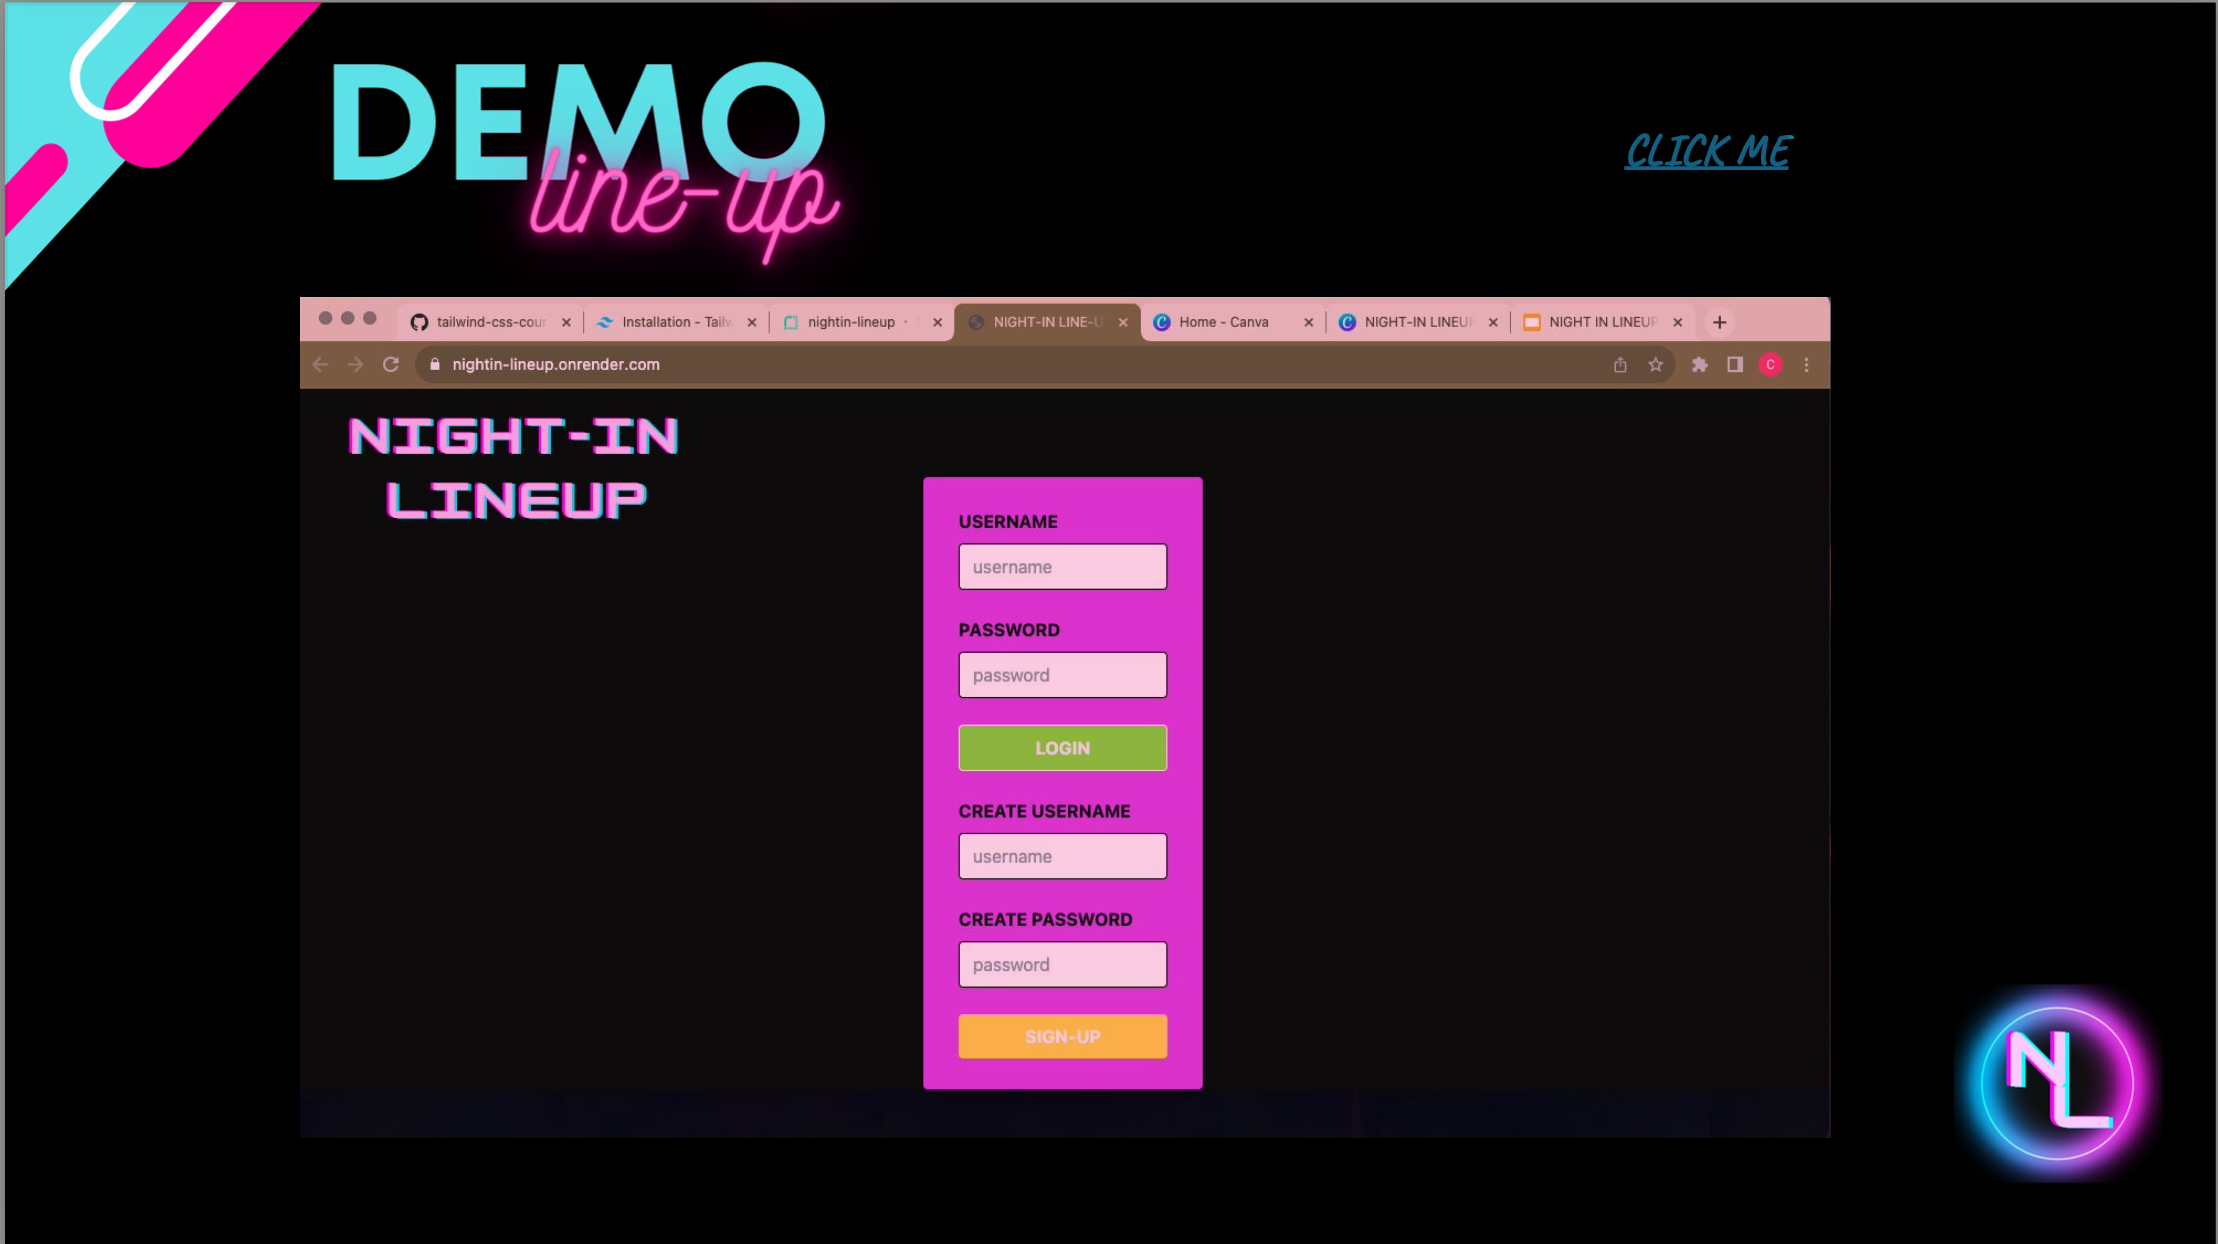 DEMO
line-up
CLICK ME
tailwind-css-cour
Installation - Tailw
nightin-lineup ·
NIGHT-IN LINE-U
Home - Canva
NIGHT-IN LINEUP
NIGHT IN LINEUP
nightin-lineup.onrender.com
C
NIGHT-IN
LINEUP
USERNAME
username
PASSWORD
password
LOGIN
CREATE USERNAME
username
CREATE PASSWORD
password
SIGN-UP
NL